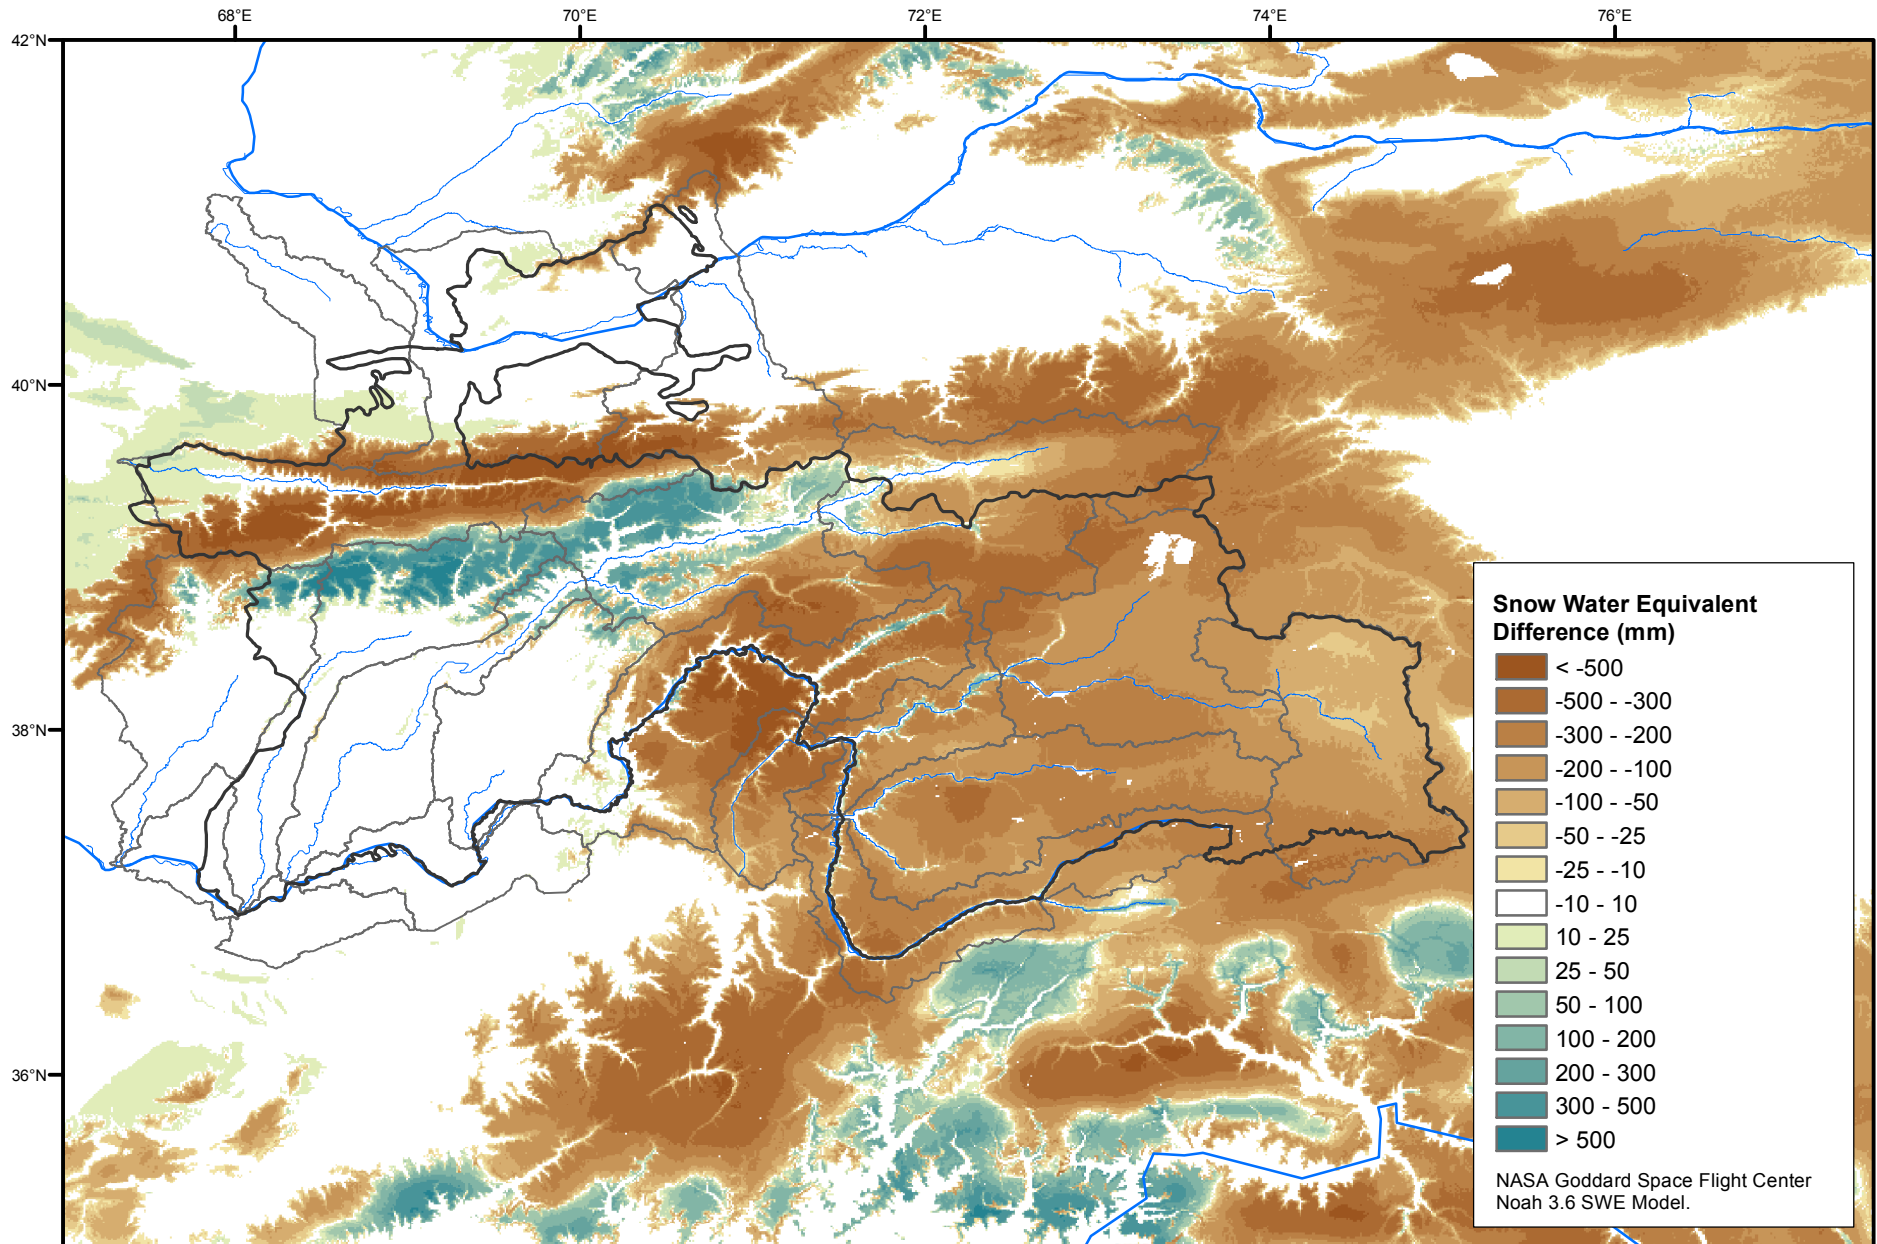 68°E 70°E 72°E 74°E 76°E
42°N
40°N
38°N
36°N
Snow Water Equivalent
Difference (mm)
< -500
-500 - -300
-300 - -200
-200 - -100
-100 - -50
-50 - -25
-25 - -10
-10 - 10
10 - 25
25 - 50
50 - 100
100 - 200
200 - 300
300 - 500
> 500
NASA Goddard Space Flight Center
Noah 3.6 SWE Model.